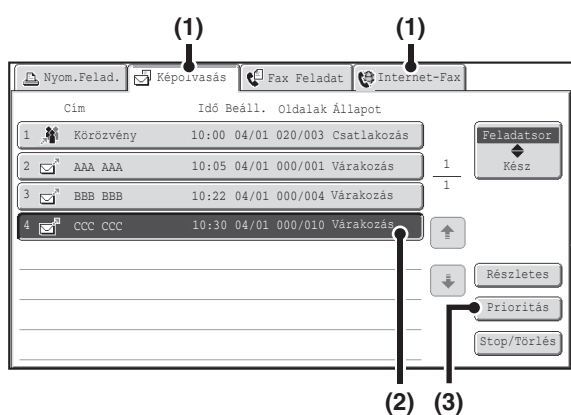 (1) (1)
Nyom.Felad. Képolvasás Fax Feladat Internet-Fax
Cím Idő Beáll. Oldalak Állapot
1 Körözvény 10:00 04/01 020/003 Csatlakozás
2 AAA AAA 10:05 04/01 000/001 Várakozás
3 BBB BBB 10:22 04/01 000/004 Várakozás
4 CCC CCC 10:30 04/01 000/010 Várakozás
1
1
Feladatsor
Kész
Részletes
Prioritás
Stop/Törlés
(2) (3)